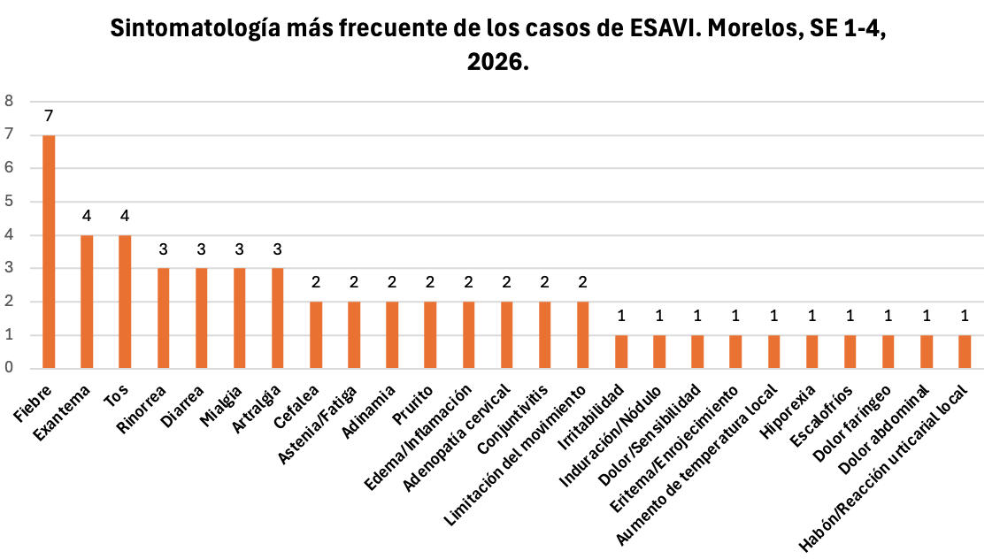 Sintomatología más frecuente de los casos de ESAVI. Morelos, SE 1-4,
2026.
8
7
6
5
4
3
2
1
0
7
4
4
3
3
3
3
2
2
2
2
2
2
2
2
1
1
1
1
1
1
1
1
1
1
Fiebre
Exantema
Tos
Rinorrea
Diarrea
Mialgia
Artralgia
Cefalea
Astenia/Fatiga
Adinamia
Prurito
Edema/Inflamación
Adenopatía cervical
Conjuntivitis
Limitación del movimiento
Irritabilidad
Induración/Nódulo
Dolor/Sensibilidad
Eritema/Enrojecimiento
Aumento de temperatura local
Hiporexia
Escalofríos
Dolor faríngeo
Dolor abdominal
Habón/Reacción urticarial local